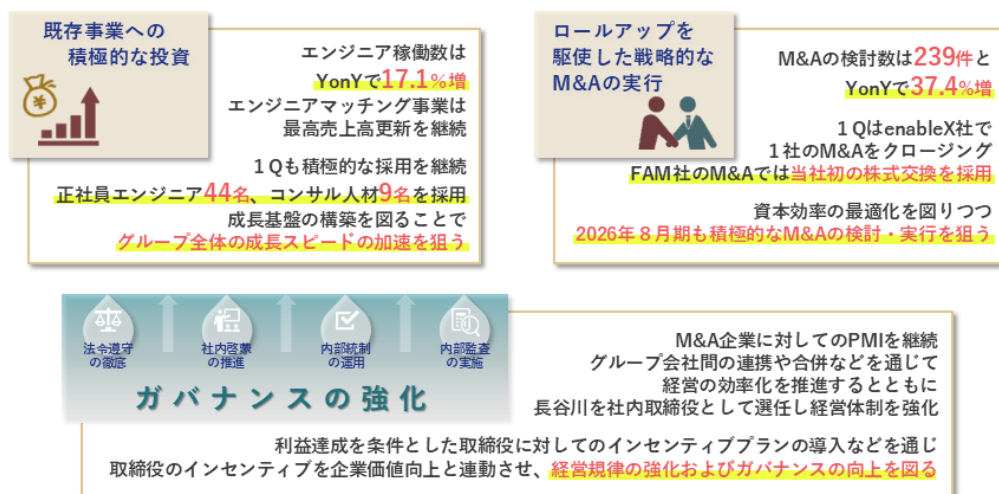 既存事業への
積極的な投資
エンジニア稼働数は
YonYで17.1%増
エンジニアマッチング事業は
最高売上高更新を継続
1Qも積極的な採用を継続
正社員エンジニア44名、コンサル人材9名を採用
成長基盤の構築を図ることで
グループ全体の成長スピードの加速を狙う
ロールアップを
駆使した戦略的な
M&Aの実行
M&Aの検討数は239件と
YonYで37.4%増
1QはenableX社で
1社のM&Aをクロージング
FAM社のM&Aでは当社初の株式交換を採用
資本効率の最適化を図りつつ
2026年8月期も積極的なM&Aの検討・実行を狙う
法令遵守
の徹底
社内啓蒙
の推進
内部統制
の運用
内部監査
の実施
ガバナンスの強化
M&A企業に対してのPMIを継続
グループ会社間の連携や合併などを通じて
経営の効率化を推進するとともに
長谷川を社内取締役として選任し経営体制を強化
利益達成を条件とした取締役に対してのインセンティブプランの導入などを通じ
取締役のインセンティブを企業価値向上と連動させ、経営規律の強化およびガバナンスの向上を図る